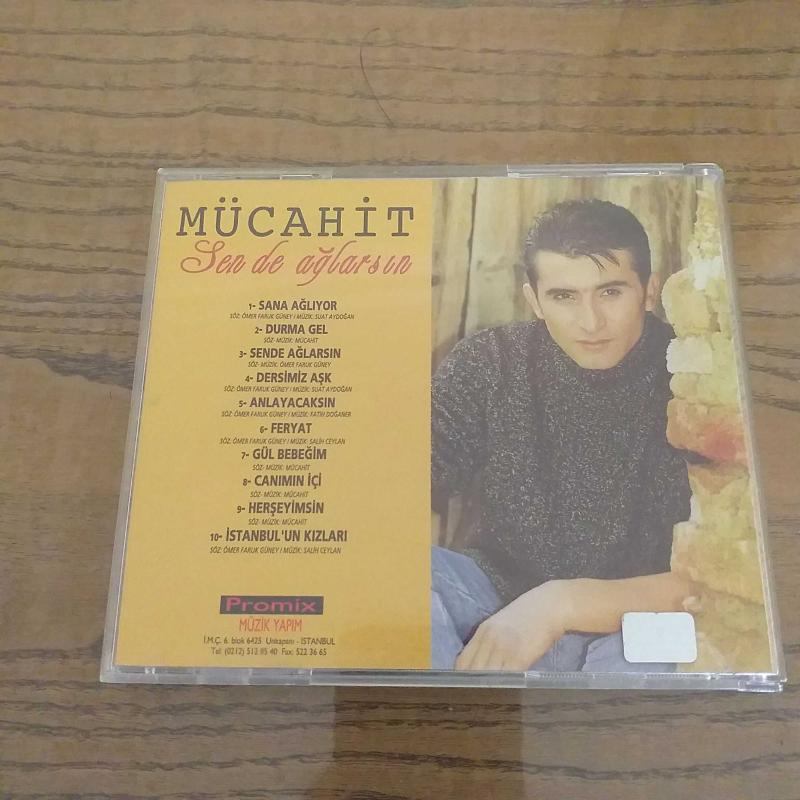 MÜCAHİT
Sen de ağlarsın
1- SANA AĞLIYOR
SÖZ: ÖMER FARUK GÜNEY / MÜZİK: SUAT AYDOĞAN
2- DURMA GEL
SÖZ- MÜZİK: MÜCAHİT
3- SENDE AĞLARSIN
SÖZ- MÜZİK: ÖMER FARUK GÜNEY
4- DERSİMİZ AŞK
SÖZ: ÖMER FARUK GÜNEY / MÜZİK: SUAT AYDOĞAN
5- ANLAYACAKSIN
SÖZ: ÖMER FARUK GÜNEY / MÜZİK: FATİH DOĞANER
6- FERYAT
SÖZ: ÖMER FARUK GÜNEY / MÜZİK: SALİH CEYLAN
7- GÜL BEBEĞİM
SÖZ- MÜZİK: MÜCAHİT
8- CANIMIN İÇİ
SÖZ- MÜZİK: MÜCAHİT
9- HERŞEYİMSİN
SÖZ- MÜZİK: MÜCAHİT
10- İSTANBUL'UN KIZLARI
SÖZ: ÖMER FARUK GÜNEY / MÜZİK: SALİH CEYLAN
Promix
MÜZİK YAPIM
İ.M.Ç. 6. blok 6425 Unkapanı - İSTANBUL
Tel: (0212) 512 85 40 Fax: 522 36 65